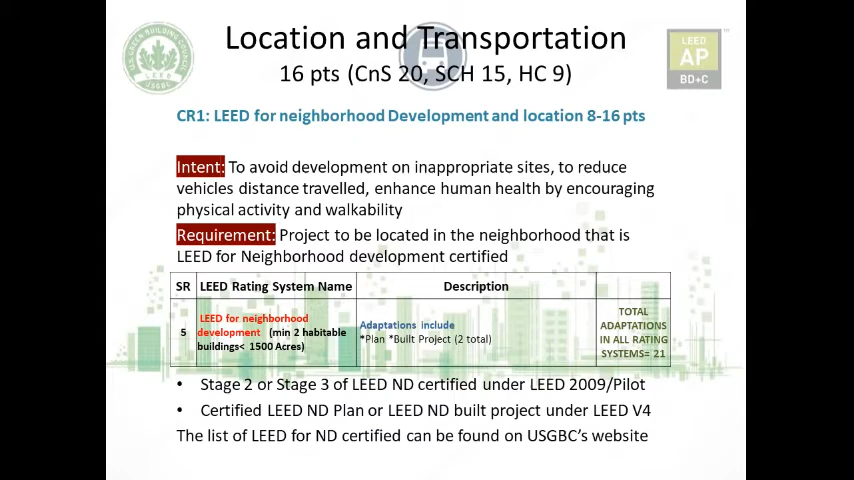 Location and Transportation
16 pts (CnS 20, SCH 15, HC 9)
U.S. GREEN BUILDING COUNCIL
LEED
USGBC
LEED
AP
BD+C
TM
CR1: LEED for neighborhood Development and location 8-16 pts
Intent: To avoid development on inappropriate sites, to reduce
vehicles distance travelled, enhance human health by encouraging
physical activity and walkability
Requirement: Project to be located in the neighborhood that is
LEED for Neighborhood development certified
SR LEED Rating System Name Description
5 LEED for neighborhood
development (min 2 habitable
buildings< 1500 Acres)
Adaptations include
*Plan *Built Project (2 total)
TOTAL
ADAPTATIONS
IN ALL RATING
SYSTEMS= 21
• Stage 2 or Stage 3 of LEED ND certified under LEED 2009/Pilot
• Certified LEED ND Plan or LEED ND built project under LEED V4
The list of LEED for ND certified can be found on USGBC's website